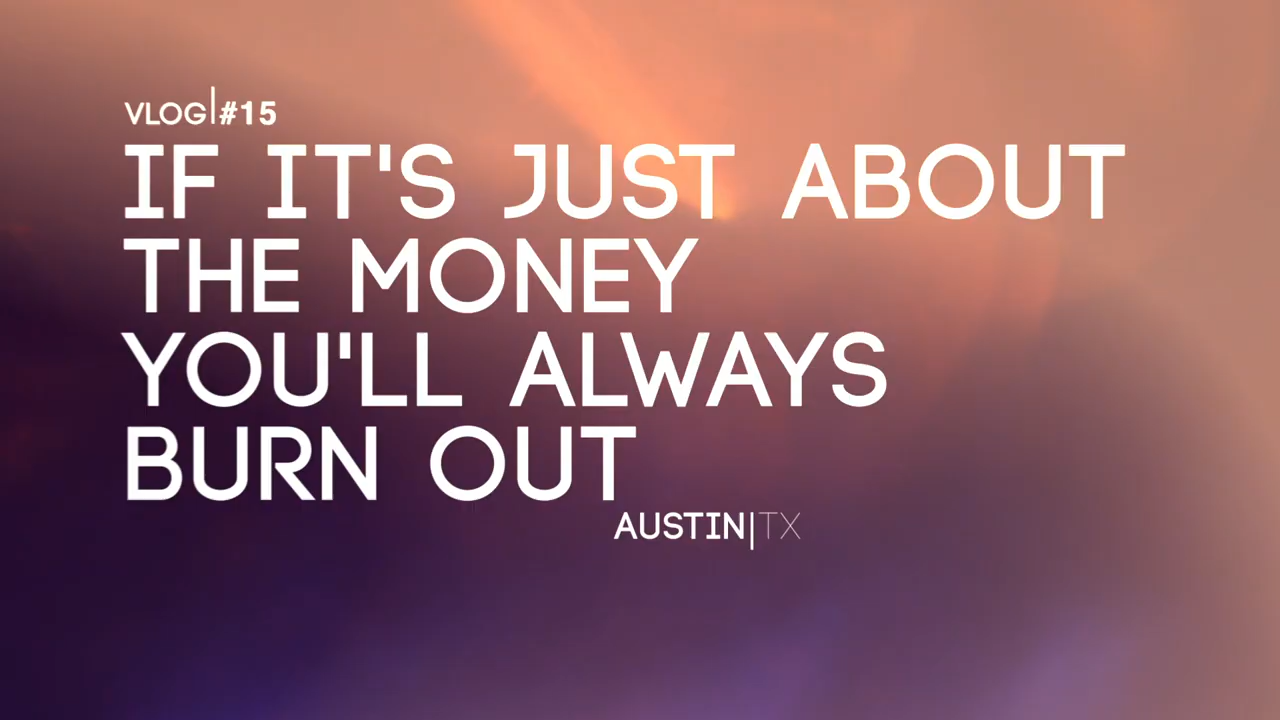 VLOG|#15
IF IT'S JUST ABOUT
THE MONEY
YOU'LL ALWAYS
BURN OUT
AUSTIN|TX